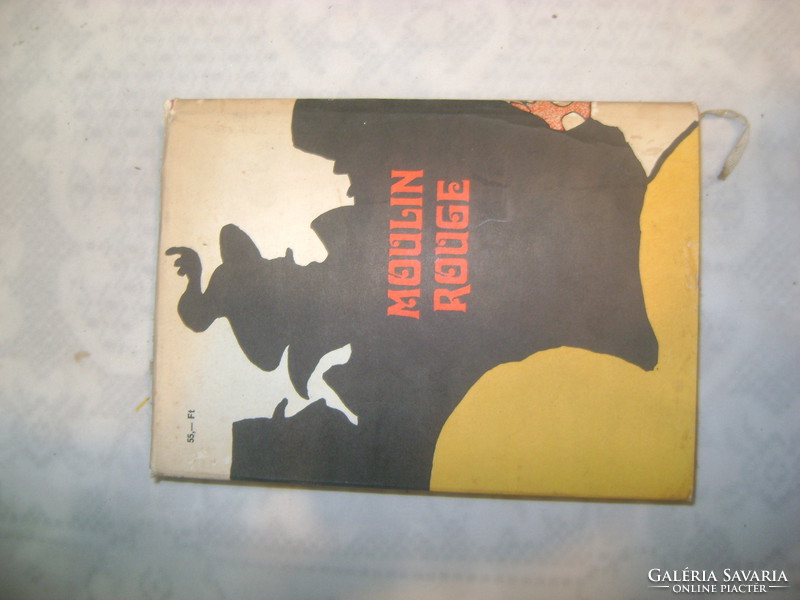 MOULIN
ROUGE
55,— Ft
GALÉRIA SAVARIA
ONLINE PIACTÉR